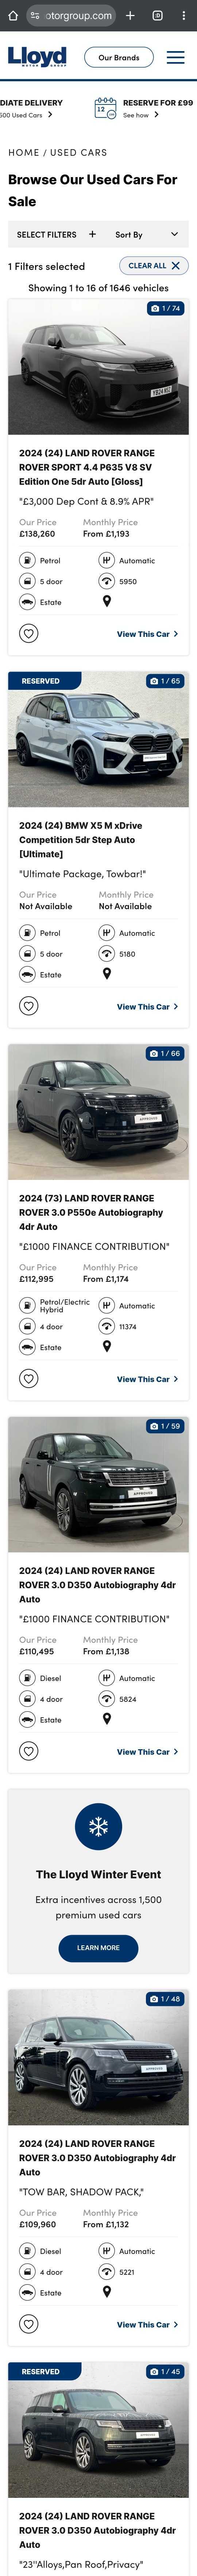 otorgroup.com
Lloyd
MOTOR GROUP
Our Brands
DIATE DELIVERY
500 Used Cars
12
RESERVE FOR £99
See how
HOME / USED CARS
Browse Our Used Cars For
Sale
SELECT FILTERS +
Sort By
1 Filters selected
CLEAR ALL X
Showing 1 to 16 of 1646 vehicles
1 / 74
2024 (24) LAND ROVER RANGE
ROVER SPORT 4.4 P635 V8 SV
Edition One 5dr Auto [Gloss]
"£3,000 Dep Cont & 8.9% APR"
Our Price Monthly Price
£138,260 From £1,193
Petrol Automatic
5 door 5950
Estate
View This Car
RESERVED
1 / 65
2024 (24) BMW X5 M xDrive
Competition 5dr Step Auto
[Ultimate]
"Ultimate Package, Towbar!"
Our Price Monthly Price
Not Available Not Available
Petrol Automatic
5 door 5180
Estate
View This Car
1 / 66
APPROVED
2024 (73) LAND ROVER RANGE
ROVER 3.0 P550e Autobiography
4dr Auto
"£1000 FINANCE CONTRIBUTION"
Our Price Monthly Price
£112,995 From £1,174
Petrol/Electric
Hybrid
Automatic
4 door 11374
Estate
View This Car
1 / 59
APPROVED
2024 (24) LAND ROVER RANGE
ROVER 3.0 D350 Autobiography 4dr
Auto
"£1000 FINANCE CONTRIBUTION"
Our Price Monthly Price
£110,495 From £1,138
Diesel Automatic
4 door 5824
Estate
View This Car
The Lloyd Winter Event
Extra incentives across 1,500
premium used cars
LEARN MORE
1 / 48
APPROVED
2024 (24) LAND ROVER RANGE
ROVER 3.0 D350 Autobiography 4dr
Auto
"TOW BAR, SHADOW PACK,"
Our Price Monthly Price
£109,960 From £1,132
Diesel Automatic
4 door 5221
Estate
View This Car
RESERVED
1 / 45
APPROVED
2024 (24) LAND ROVER RANGE
ROVER 3.0 D350 Autobiography 4dr
Auto
"23"Alloys,Pan Roof,Privacy"